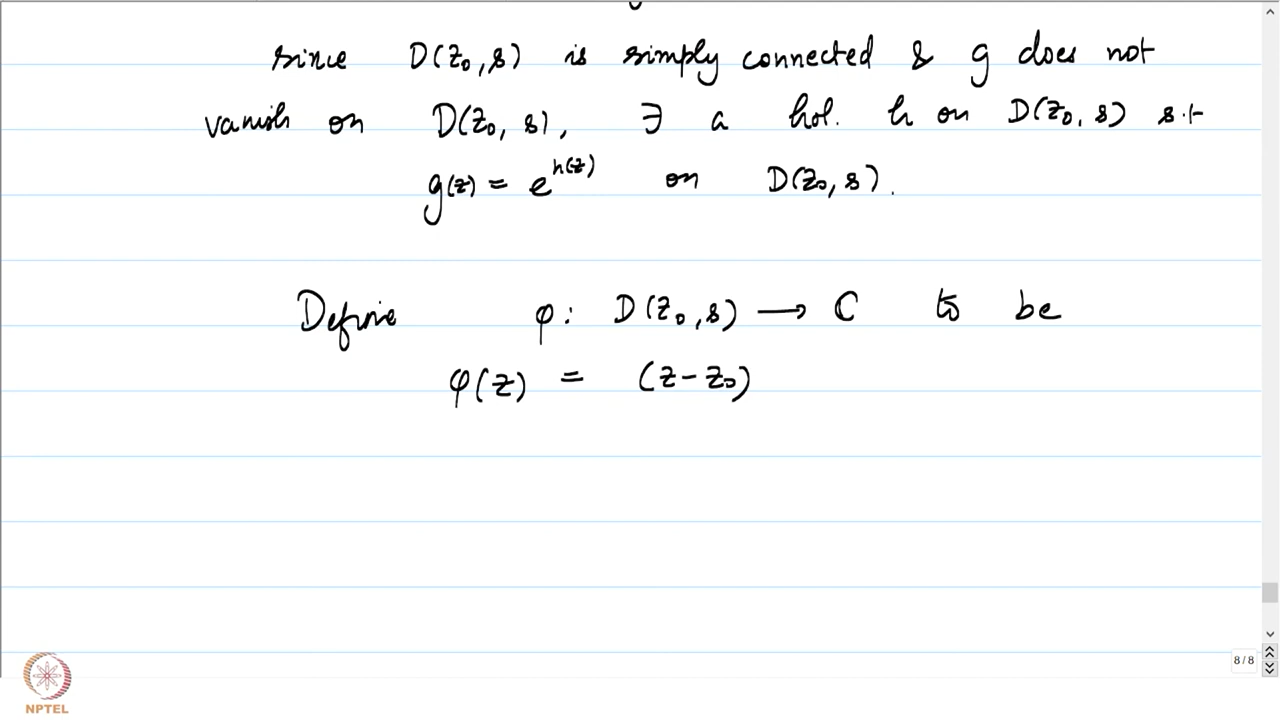 since D(z₀, s) is simply connected & g does not
vanish on D(z₀, s), ∃ a hol. h on D(z₀, s) s.t
g(z) = e^{h(z)} on D(z₀, s).
Define φ: D(z₀, s) ⟶ ℂ to be
φ(z) = (z - z₀)
8 / 8
NPTEL